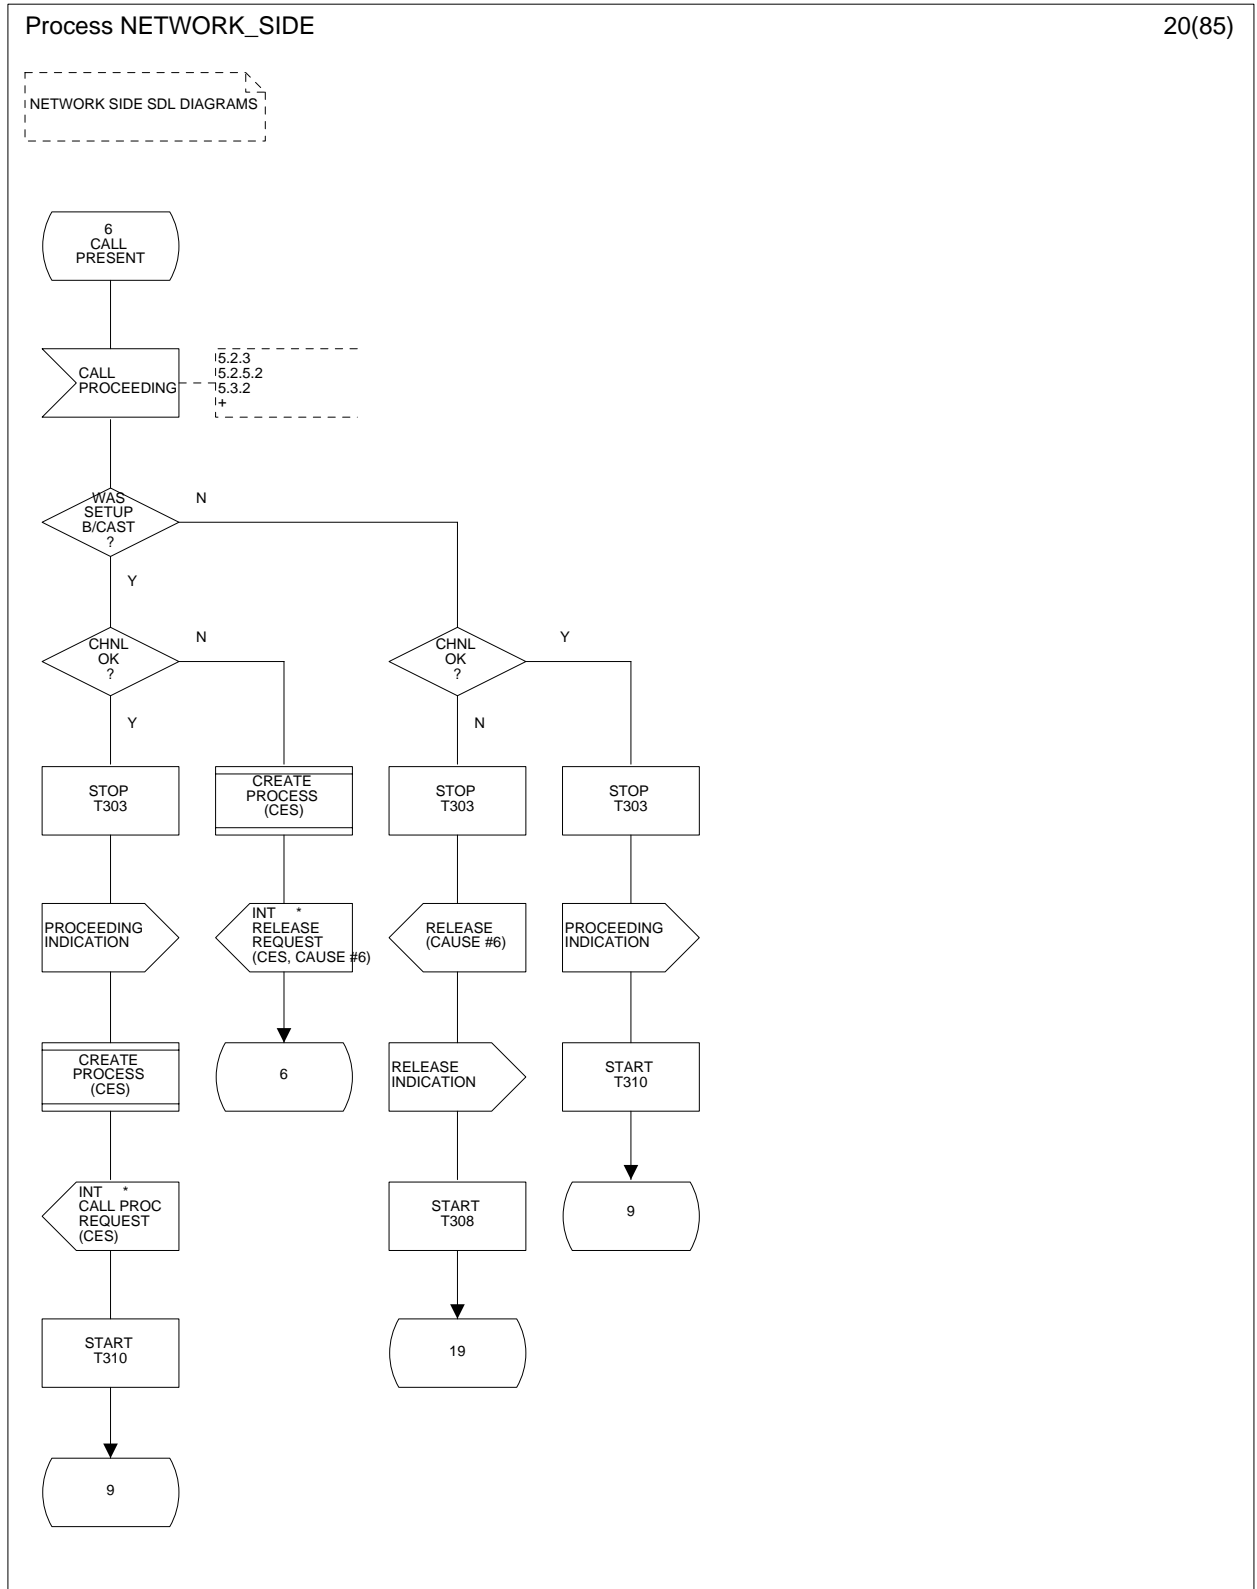 Process NETWORK_SIDE
20(85)
NETWORK SIDE SDL DIAGRAMS
6
CALL
PRESENT
CALL
PROCEEDING
5.2.3
5.2.5.2
5.3.2
+
WAS
SETUP
B/CAST
?
N
Y
CHNL
OK
?
N
Y
CHNL
OK
?
Y
N
STOP
T303
CREATE
PROCESS
(CES)
STOP
T303
STOP
T303
PROCEEDING
INDICATION
INT *
RELEASE
REQUEST
(CES, CAUSE #6)
RELEASE
(CAUSE #6)
PROCEEDING
INDICATION
CREATE
PROCESS
(CES)
6
RELEASE
INDICATION
START
T310
INT *
CALL PROC
REQUEST
(CES)
START
T308
9
START
T310
19
9